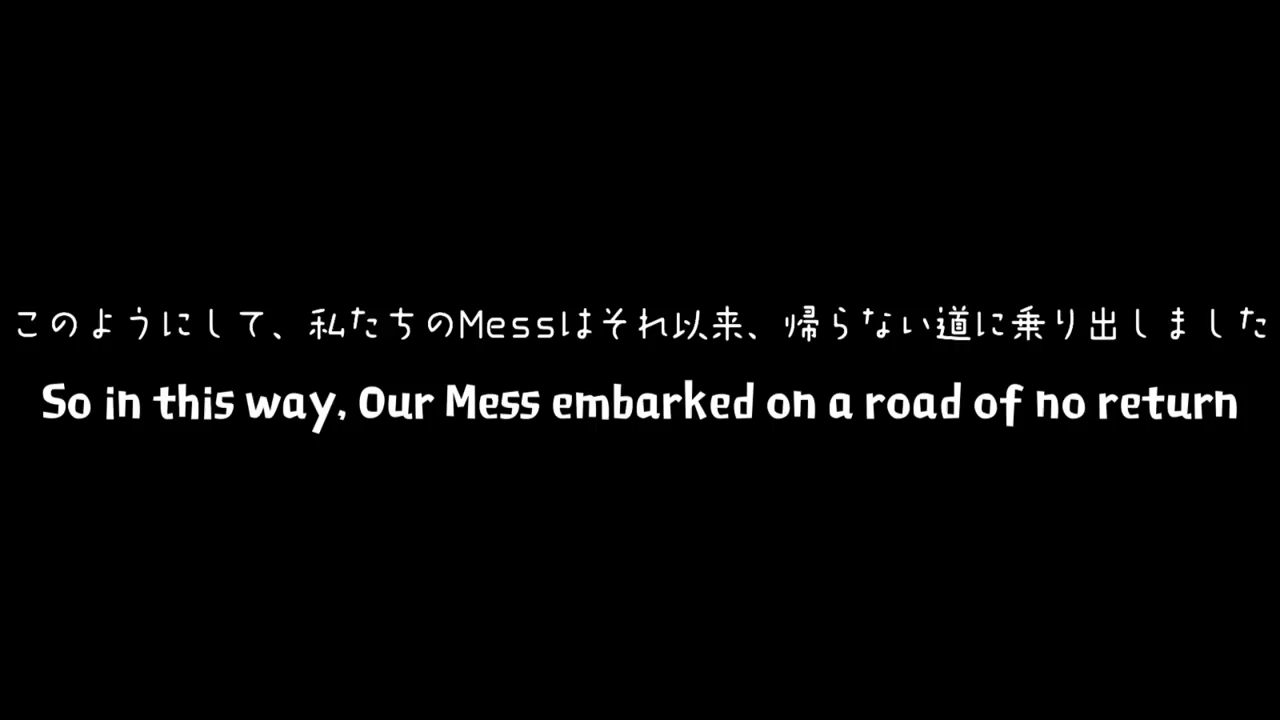 このようにして、私たちのMessはそれ以来、帰らない道に乗り出しました
So in this way, Our Mess embarked on a road of no return